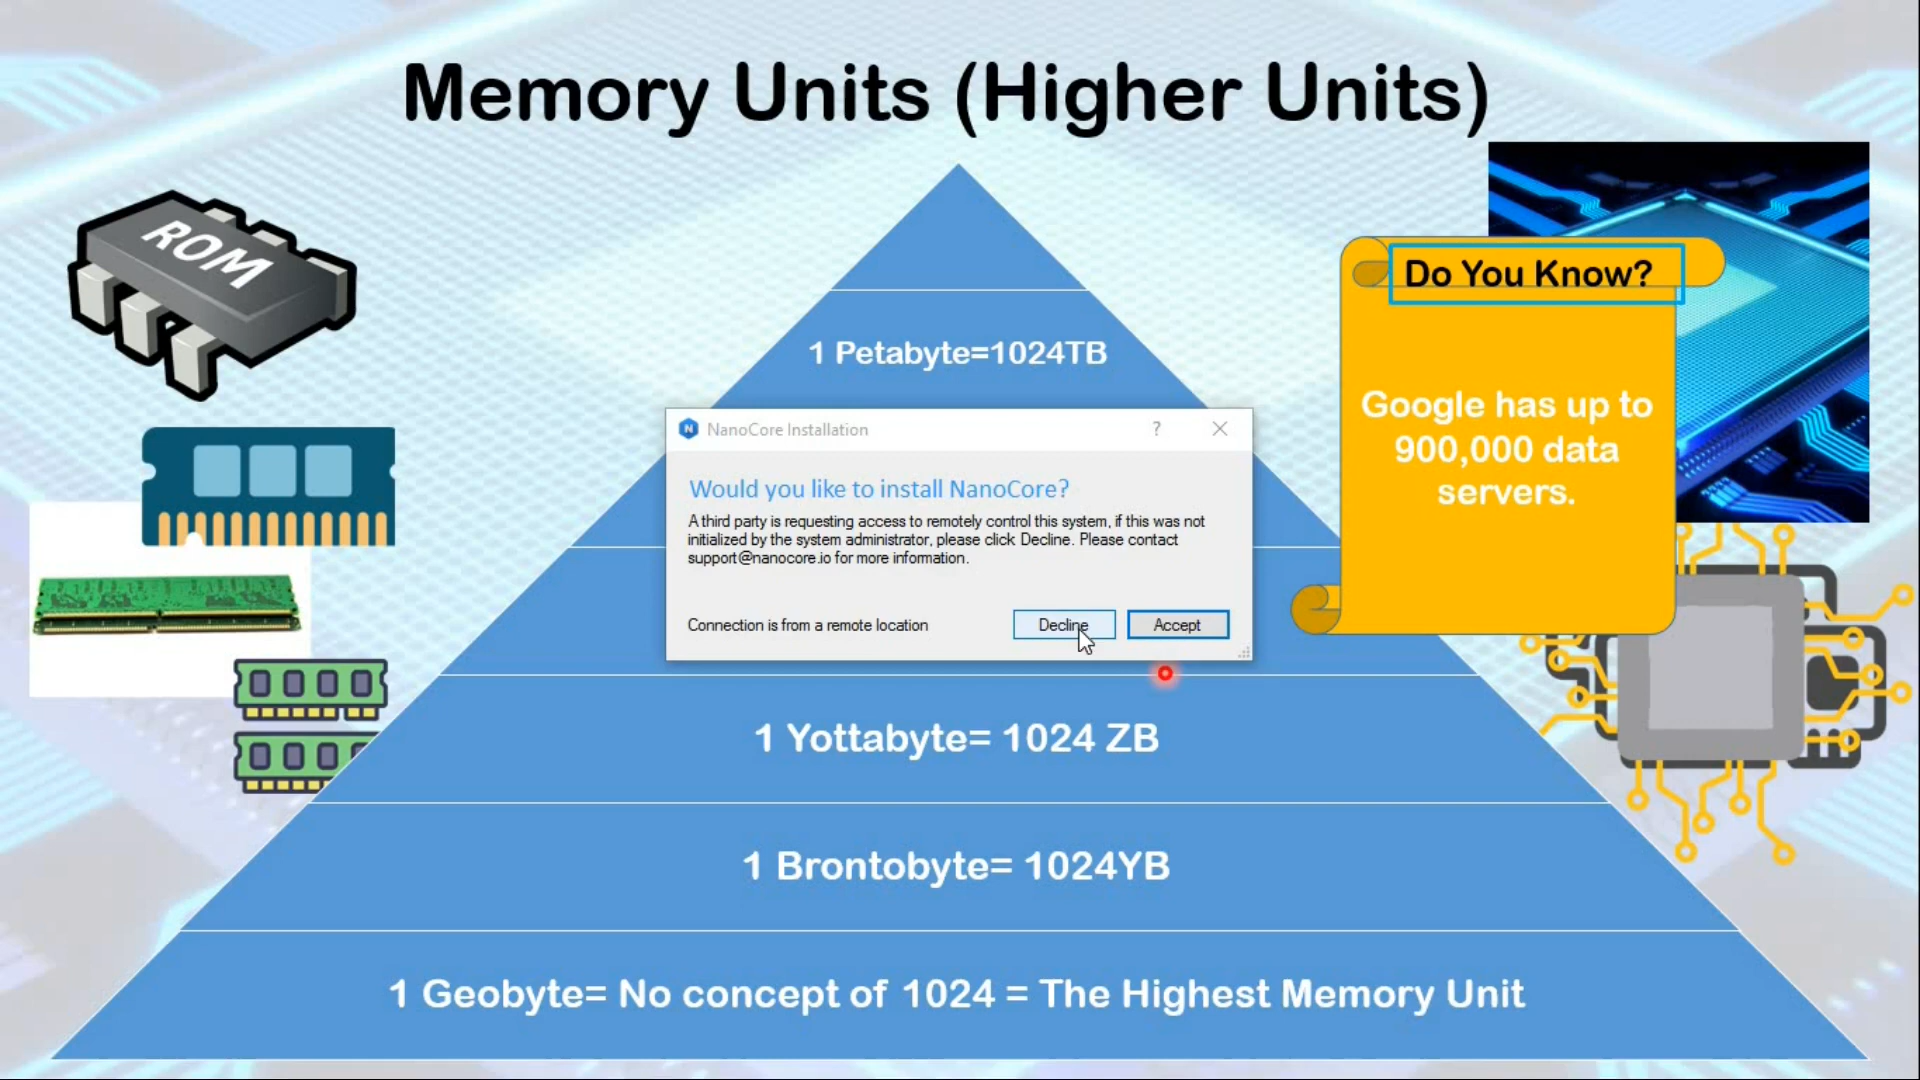 Memory Units (Higher Units)
ROM
Do You Know?
1 Petabyte=1024TB
Google has up to
900,000 data
servers.
N NanoCore Installation
?
Would you like to install NanoCore?
A third party is requesting access to remotely control this system, if this was not
initialized by the system administrator, please click Decline. Please contact
support@nanocore.io for more information.
Connection is from a remote location
Decline
Accept
1 Yottabyte= 1024 ZB
1 Brontobyte= 1024YB
1 Geobyte= No concept of 1024 = The Highest Memory Unit